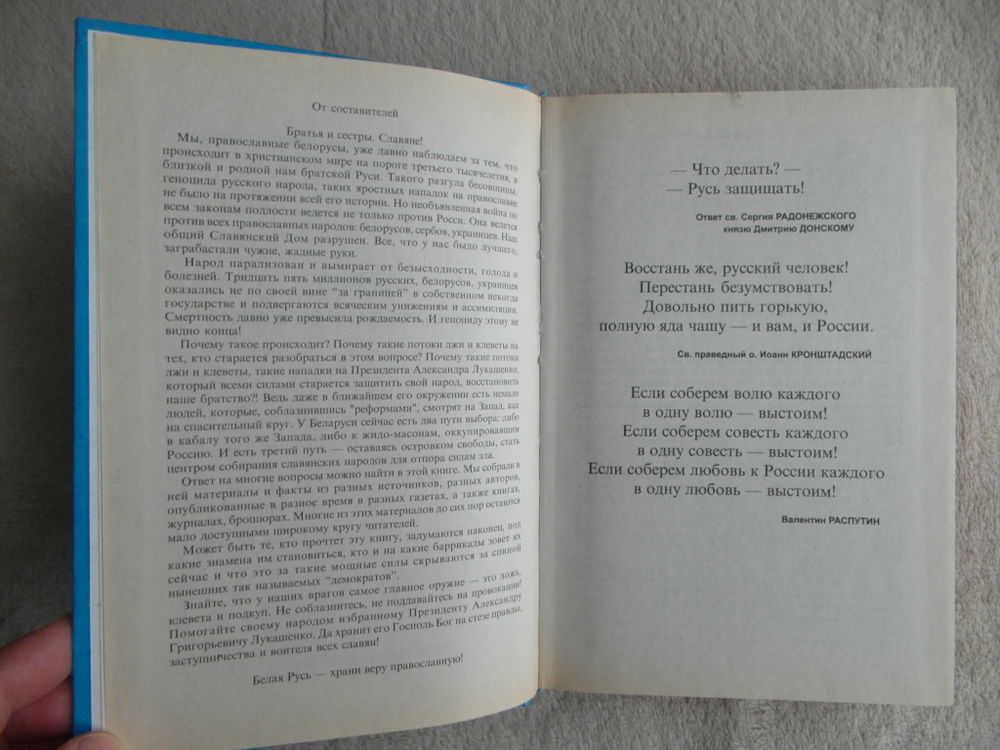 От составителей
Братья и сестры. Славяне!
Мы, православные белорусы, уже давно наблюдаем за тем, что
происходит в христианском мире на пороге третьего тысячелетия, в
близкой и родной нам братской Руси. Такого разгула бесовщины,
геноцида русского народа, таких яростных нападок на православие
не было на протяжении всей его истории. Но необъявленная война по
всем законам подлости ведется не только против Росси. Она ведется
против всех православных народов: белорусов, сербов, украинцев. Наш
общий Славянский Дом разрушен. Все, что у нас было лучшего,
заграбастали чужие, жадные руки.
Народ парализован и вымирает от безысходности, голода и
болезней. Тридцать пять миллионов русских, белорусов, украинцев
оказались не по своей вине "за границей" в собственном некогда
государстве и подвергаются всяческим унижениям и ассимиляции.
Смертность давно уже превысила рождаемость. И геноциду этому не
видно конца!
Почему такое происходит? Почему такие потоки лжи и клеветы на
тех, кто старается разобраться в этом вопросе? Почему такие потоки
лжи и клеветы, такие нападки на Президента Александра Лукашенко,
который всеми силами старается защитить свой народ, восстановить
наше братство?! Ведь даже в ближайшем его окружении есть немало
людей, которые, соблазнившись "реформами", смотрят на Запад, как
на спасительный круг. У Беларуси сейчас есть два пути выбора: либо
в кабалу того же Запада, либо к жидо-масонам, оккупировавшим
Россию. И есть третий путь — оставаясь островком свободы, стать
центром собирания славянских народов для отпора силам зла.
Ответ на многие вопросы можно найти в этой книге. Мы собрали в
ней материалы и факты из разных источников, разных авторов,
опубликованные в разное время в разных газетах, а также книгах,
журналах, брошюрах. Многие из этих материалов до сих пор остаются
мало доступными широкому кругу читателей.
Может быть те, кто прочтет эту книгу, задумаются наконец, под
какие знамена им становиться, кто и на какие баррикады зовет их
сейчас и что это за такие мощные силы скрываются за спиной
нынешних так называемых "демократов".
Знайте, что у наших врагов самое главное оружие — это ложь,
клевета и подкуп. Не соблазнитесь, не поддавайтесь на провокации!
Помогайте своему народом избранному Президенту Александру
Григорьевичу Лукашенко. Да хранит его Господь Бог на стезе правды,
заступничества и воителя всех славян!
Белая Русь — храни веру православную!
— Что делать? —
— Русь защищать!
Ответ св. Сергия РАДОНЕЖСКОГО
князю Дмитрию ДОНСКОМУ
Восстань же, русский человек!
Перестань безумствовать!
Довольно пить горькую,
полную яда чашу — и вам, и России.
Св. праведный о. Иоанн КРОНШТАДСКИЙ
Если соберем волю каждого
в одну волю — выстоим!
Если соберем совесть каждого
в одну совесть — выстоим!
Если соберем любовь к России каждого
в одну любовь — выстоим!
Валентин РАСПУТИН